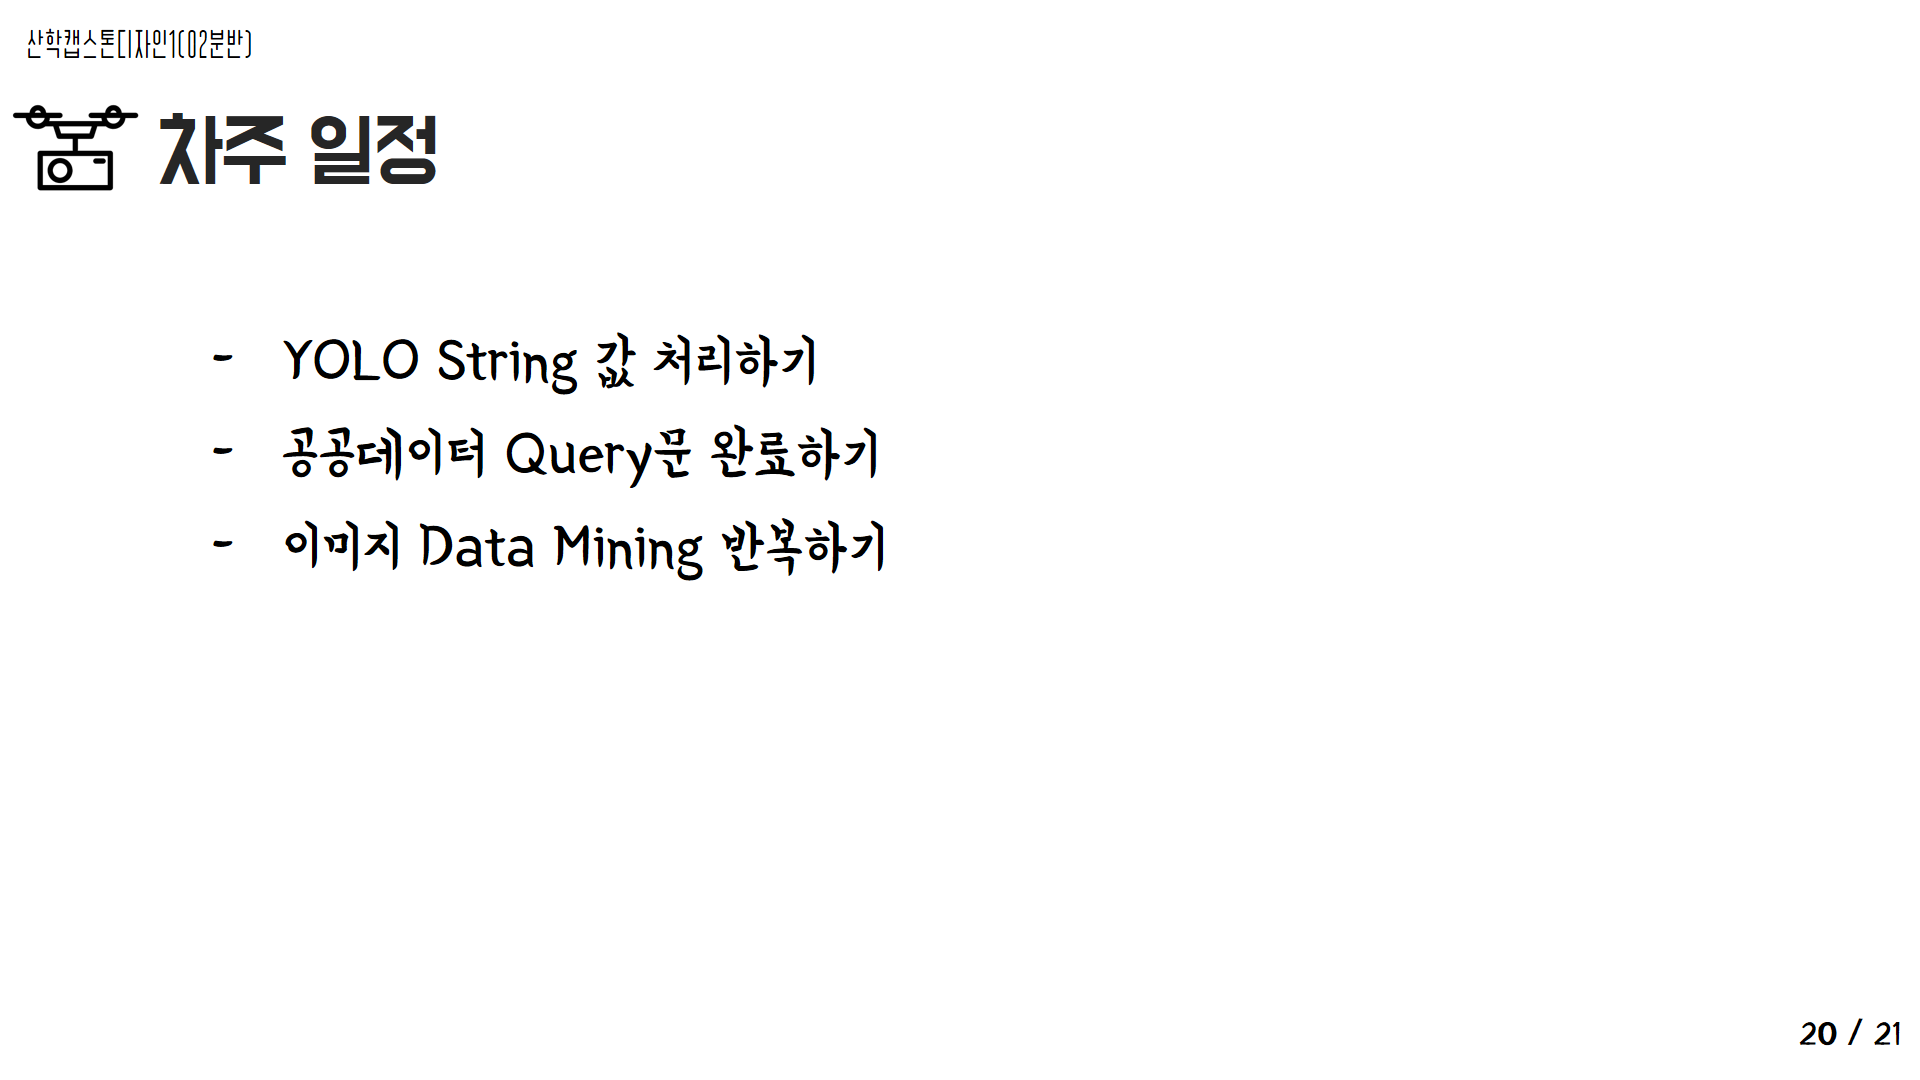 산학캡스톤디자인1(02분반)
차주 일정
- YOLO String 값 처리하기
- 공공데이터 Query문 완료하기
- 이미지 Data Mining 반복하기
20 / 21